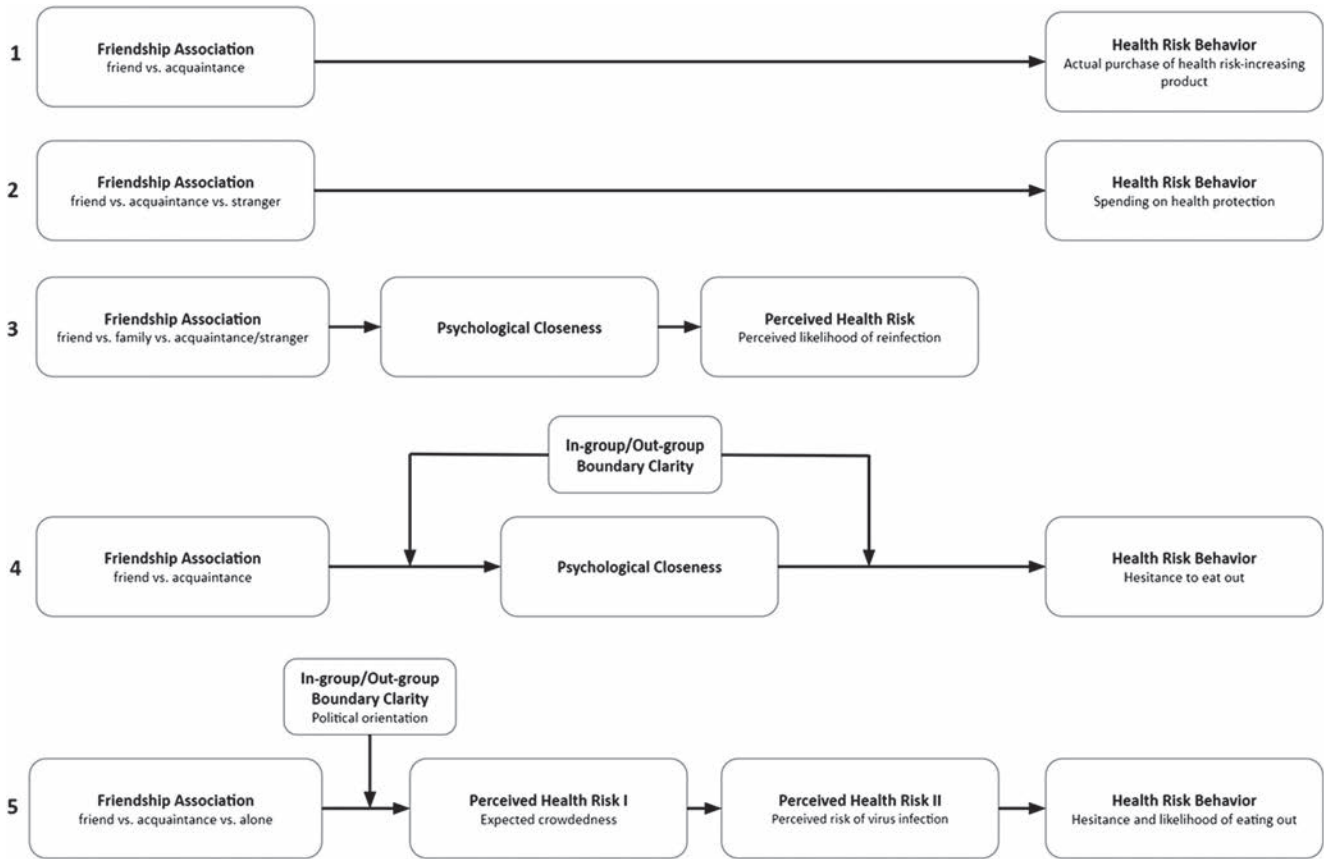 1
Friendship Association
friend vs. acquaintance
Health Risk Behavior
Actual purchase of health risk-increasing
product
2
Friendship Association
friend vs. acquaintance vs. stranger
Health Risk Behavior
Spending on health protection
3
Friendship Association
friend vs. family vs. acquaintance/stranger
Psychological Closeness
Perceived Health Risk
Perceived likelihood of reinfection
In-group/Out-group
Boundary Clarity
4
Friendship Association
friend vs. acquaintance
Psychological Closeness
Health Risk Behavior
Hesitance to eat out
In-group/Out-group
Boundary Clarity
Political orientation
5
Friendship Association
friend vs. acquaintance vs. alone
Perceived Health Risk I
Expected crowdedness
Perceived Health Risk II
Perceived risk of virus infection
Health Risk Behavior
Hesitance and likelihood of eating out